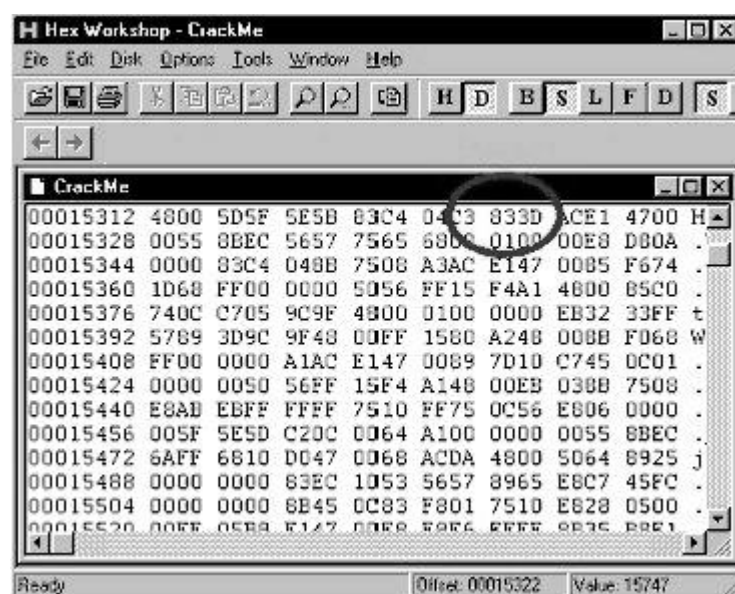 Hex Workshop - CrackMe
File Edit Disk Options Tools Window Help
H D B S L F D S
CrackMe
00015312 4800 5D5F 5E5B 83C4 04C3 833D ACE1 4700 H
00015328 0055 8BEC 5657 7565 6800 0100 00E8 D80A .
00015344 0000 83C4 048B 7508 A3AC E147 0085 F674 .
00015360 1D68 FF00 0000 5056 FF15 F4A1 4800 85C0 .
00015376 740C C705 9C9F 4800 0100 0000 EB32 33FF t
00015392 5789 3D9C 9F48 00FF 1580 A248 008B F068 W
00015408 FF00 0000 A1AC E147 0089 7D10 C745 0C01 .
00015424 0000 0050 56FF 15F4 A148 00EB 038B 7508 .
00015440 E8AB EBFF FFFF 7510 FF75 0C56 E806 0000 .
00015456 005F 5E5D C20C 0064 A100 0000 0055 8BEC .
00015472 6AFF 6810 D047 0068 ACDA 4800 5064 8925 j
00015488 0000 0000 83EC 1053 5657 8965 E8C7 45FC .
00015504 0000 0000 8B45 0C83 F801 7510 E828 0500 .
00015520
Ready Offset: 00015322 Value: 15747